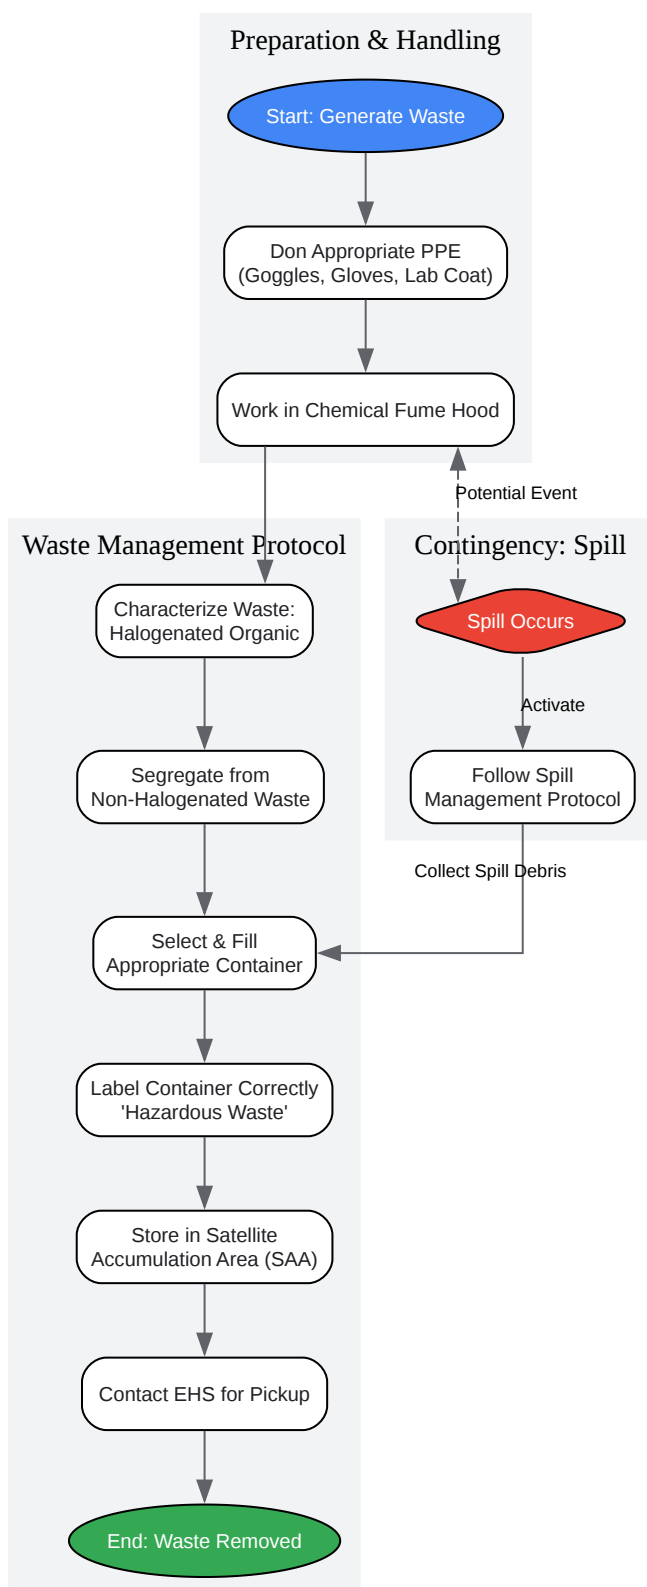 Preparation & Handling
Start: Generate Waste
Don Appropriate PPE
(Goggles, Gloves, Lab Coat)
Work in Chemical Fume Hood
Potential Event
Waste Management Protocol
Contingency: Spill
Characterize Waste:
Halogenated Organic
Spill Occurs
Activate
Segregate from
Non-Halogenated Waste
Follow Spill
Management Protocol
Collect Spill Debris
Select & Fill
Appropriate Container
Label Container Correctly
'Hazardous Waste'
Store in Satellite
Accumulation Area (SAA)
Contact EHS for Pickup
End: Waste Removed